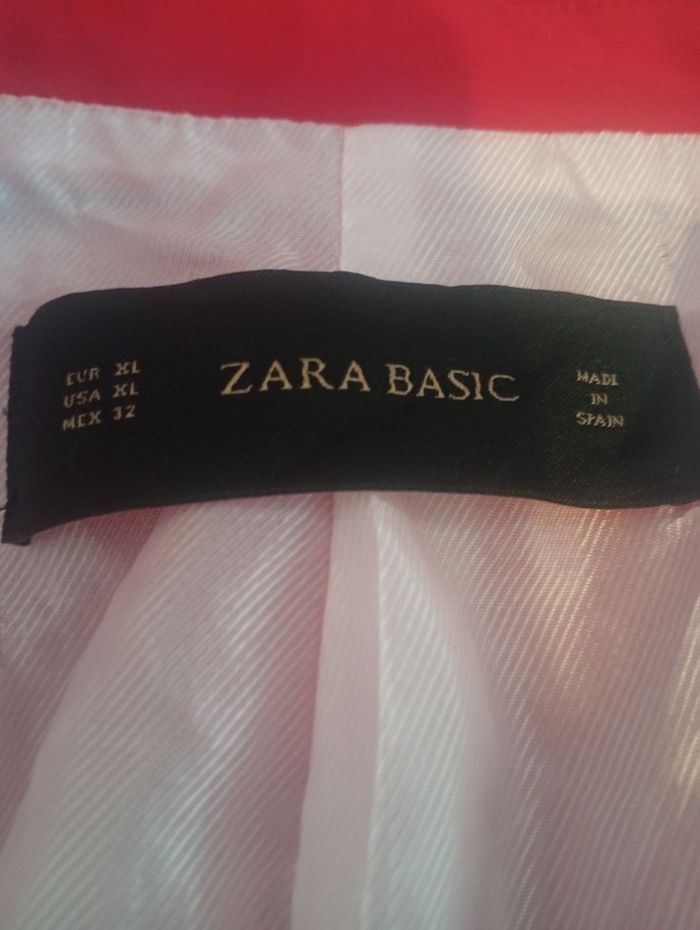 EUR XL
USA XL
MEX 32
ZARA BASIC
MADE
IN
SPAIN